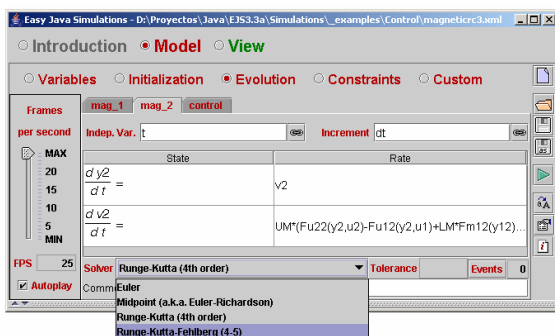 Easy Java Simulations - D:\Proyectos\Java\EJS3.3a\Simulations\_examples\Control\magneticrc3.xml
Introduction Model View
Variables Initialization Evolution Constraints Custom
Frames
per second
MAX
20
15
10
5
MIN
FPS 25
Autoplay
mag_1 mag_2 control
Indep. Var. t Increment dt
State Rate
d y2
d t
=
v2
d v2
d t
=
UM*(Fu22(y2,u2)-Fu12(y2,u1)+LM*Fm12(y12)...
Solver Runge-Kutta (4th order) Tolerance Events 0
Comme
Euler
Midpoint (a.k.a. Euler-Richardson)
Runge-Kutta (4th order)
Runge-Kutta-Fehlberg (4-5)